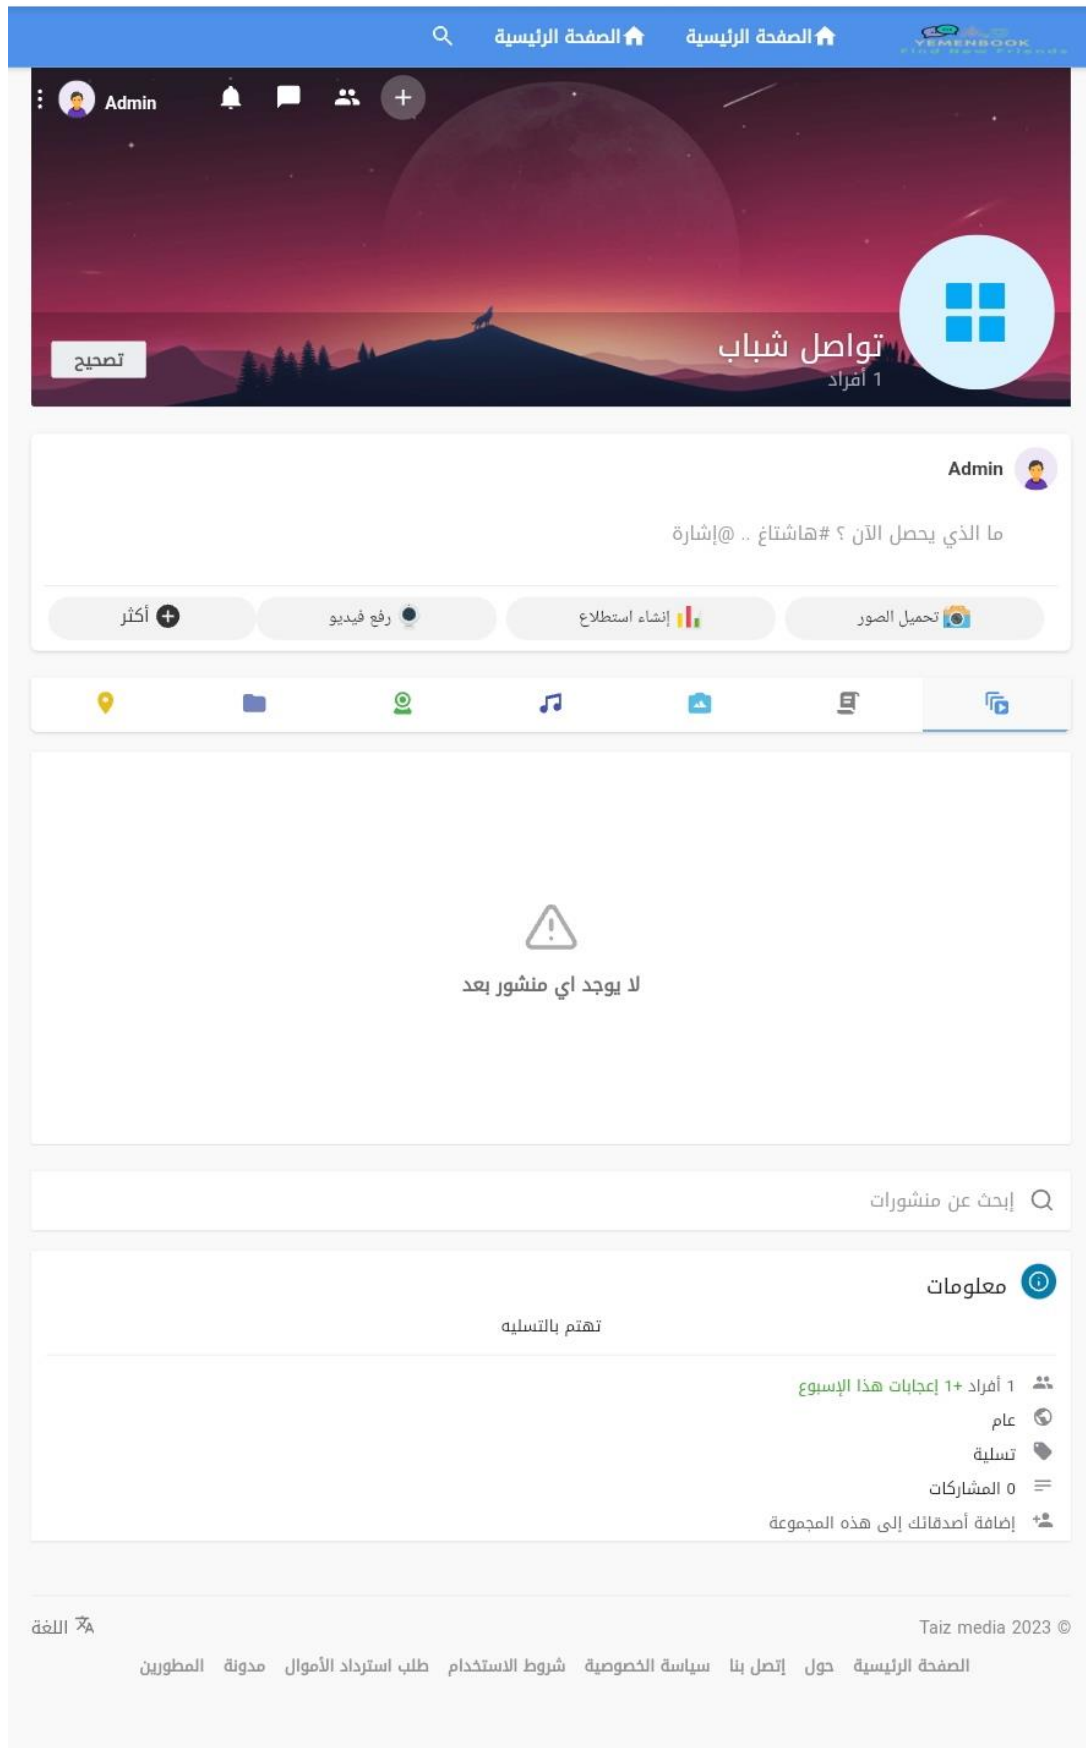 YEMENBOOK
Find New Friends
الصفحة الرئيسية
الصفحة الرئيسية
Admin
تواصل شباب
1 أفراد
تصحيح
Admin
ما الذي يحصل الآن ؟ #هاشتاغ .. @إشارة
تحميل الصور
إنشاء استطلاع
رفع فيديو
أكثر
لا يوجد اي منشور بعد
إبحث عن منشورات
معلومات
تهتم بالتسليه
1 أفراد +1 إعجابات هذا الإسبوع
عام
تسلية
0 المشاركات
إضافة أصدقائك إلى هذه المجموعة
Taiz media 2023 ©
اللغة
الصفحة الرئيسية حول إتصل بنا سياسة الخصوصية شروط الاستخدام طلب استرداد الأموال مدونة المطورين